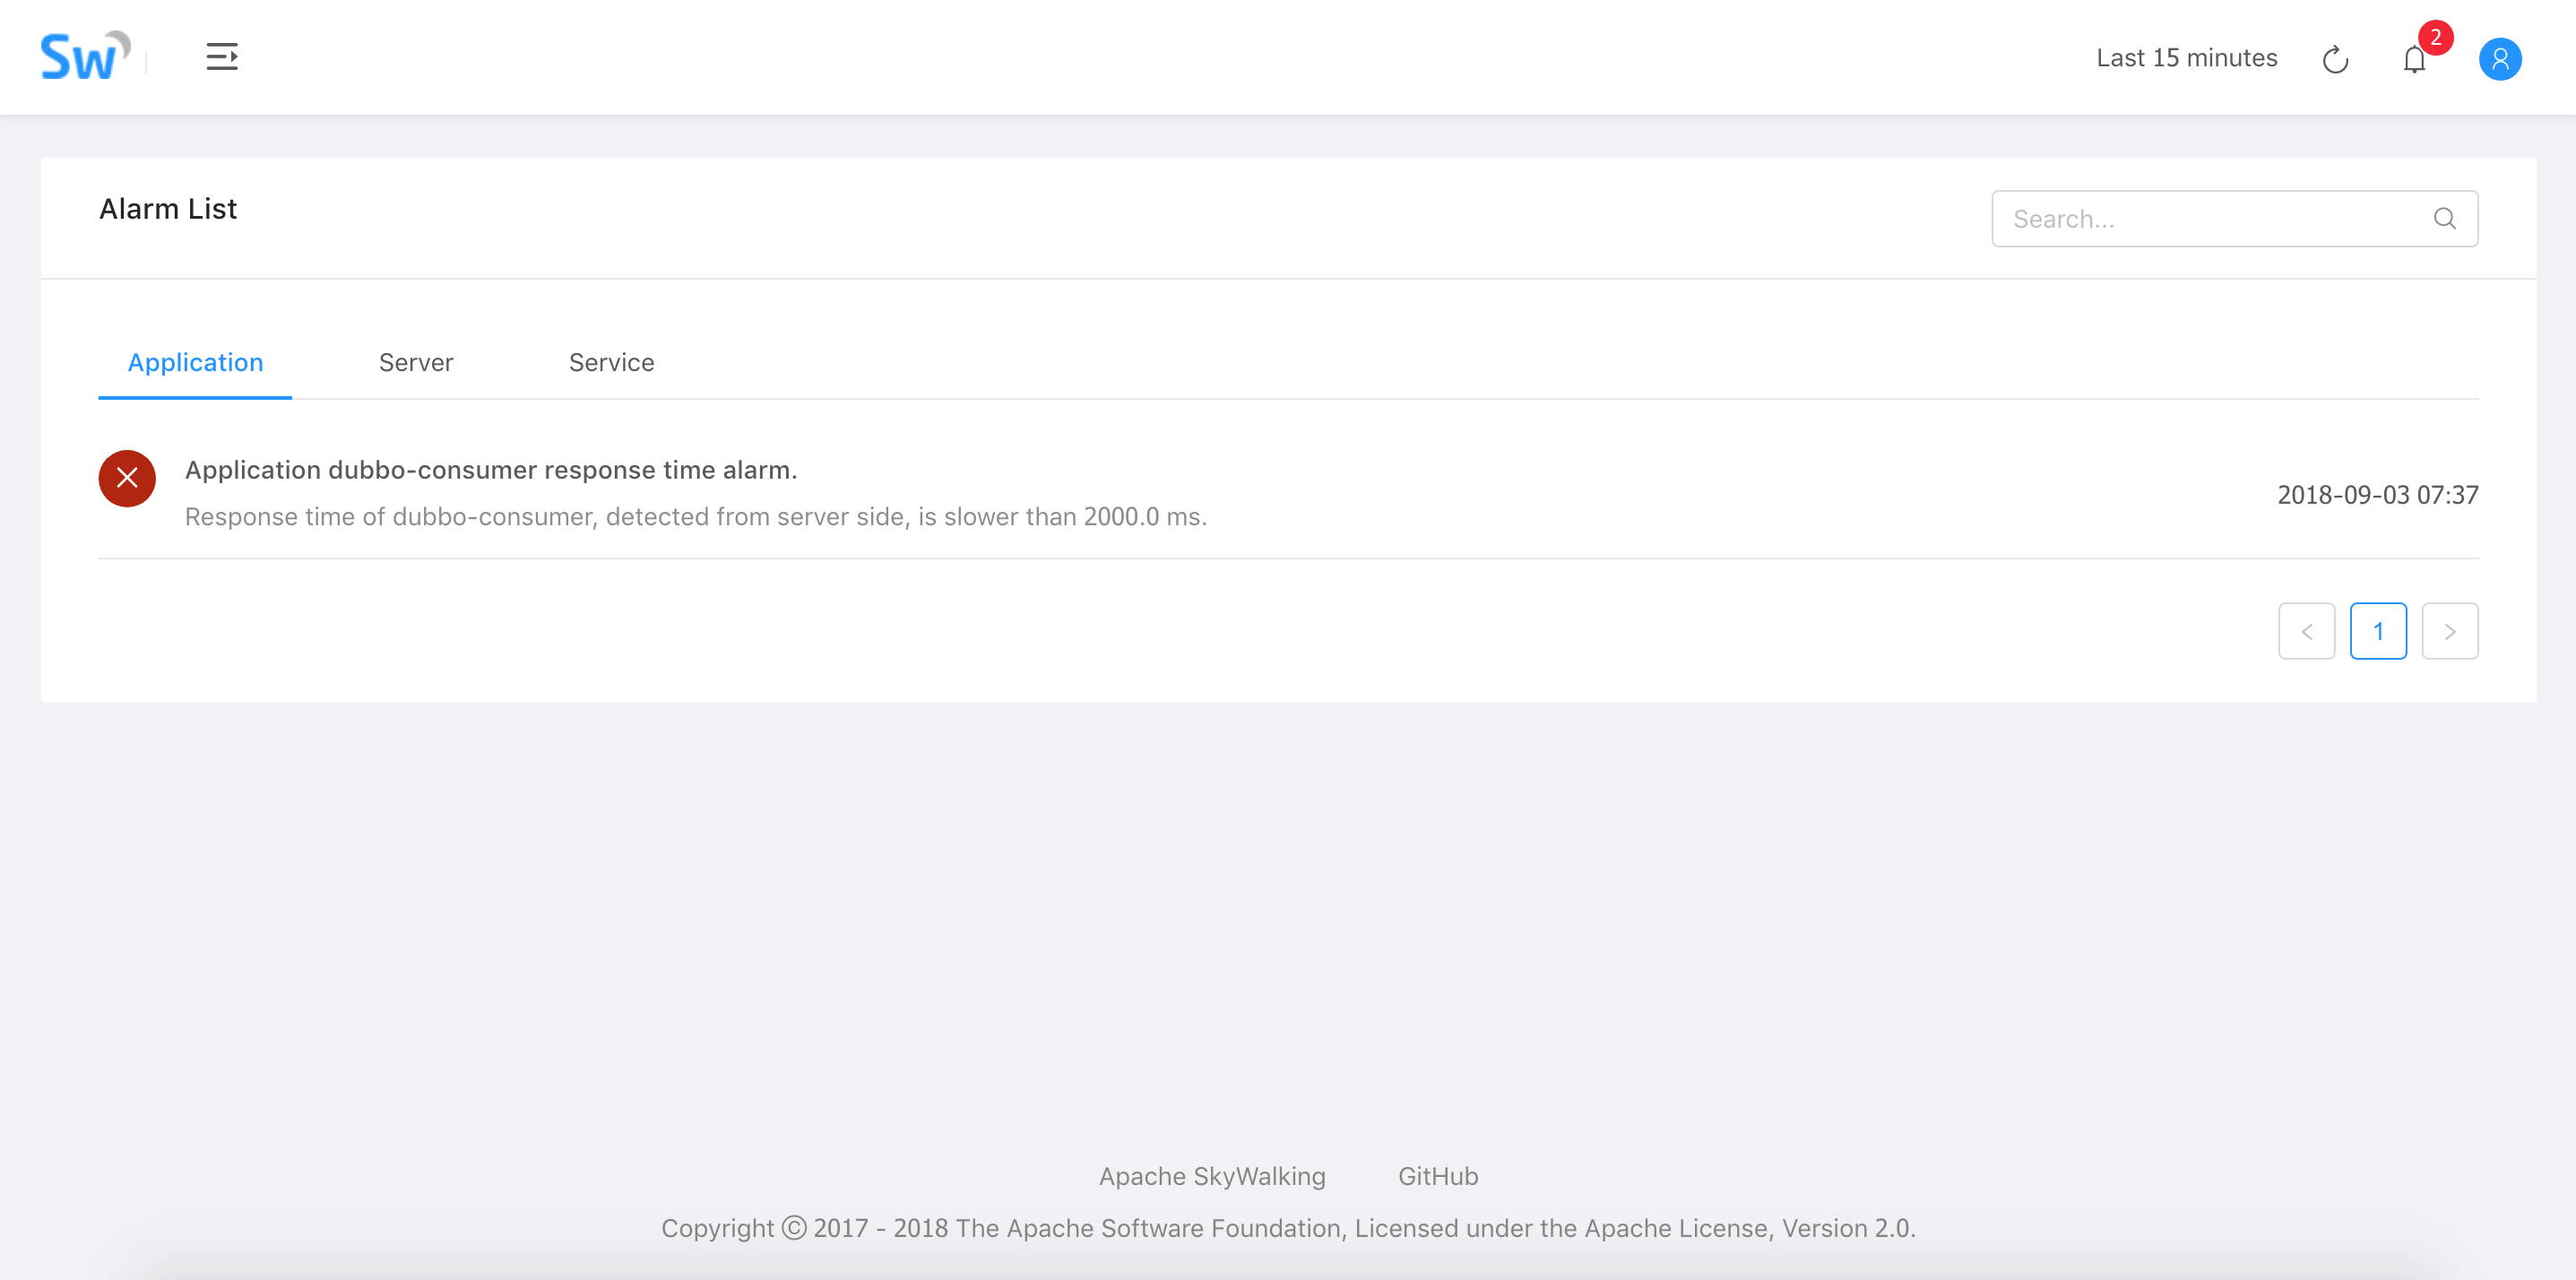 Sw
Last 15 minutes
2
Alarm List
Search...
Application Server Service
Application dubbo-consumer response time alarm.
Response time of dubbo-consumer, detected from server side, is slower than 2000.0 ms.
2018-09-03 07:37
< 1 >
Apache SkyWalking GitHub
Copyright © 2017 - 2018 The Apache Software Foundation, Licensed under the Apache License, Version 2.0.